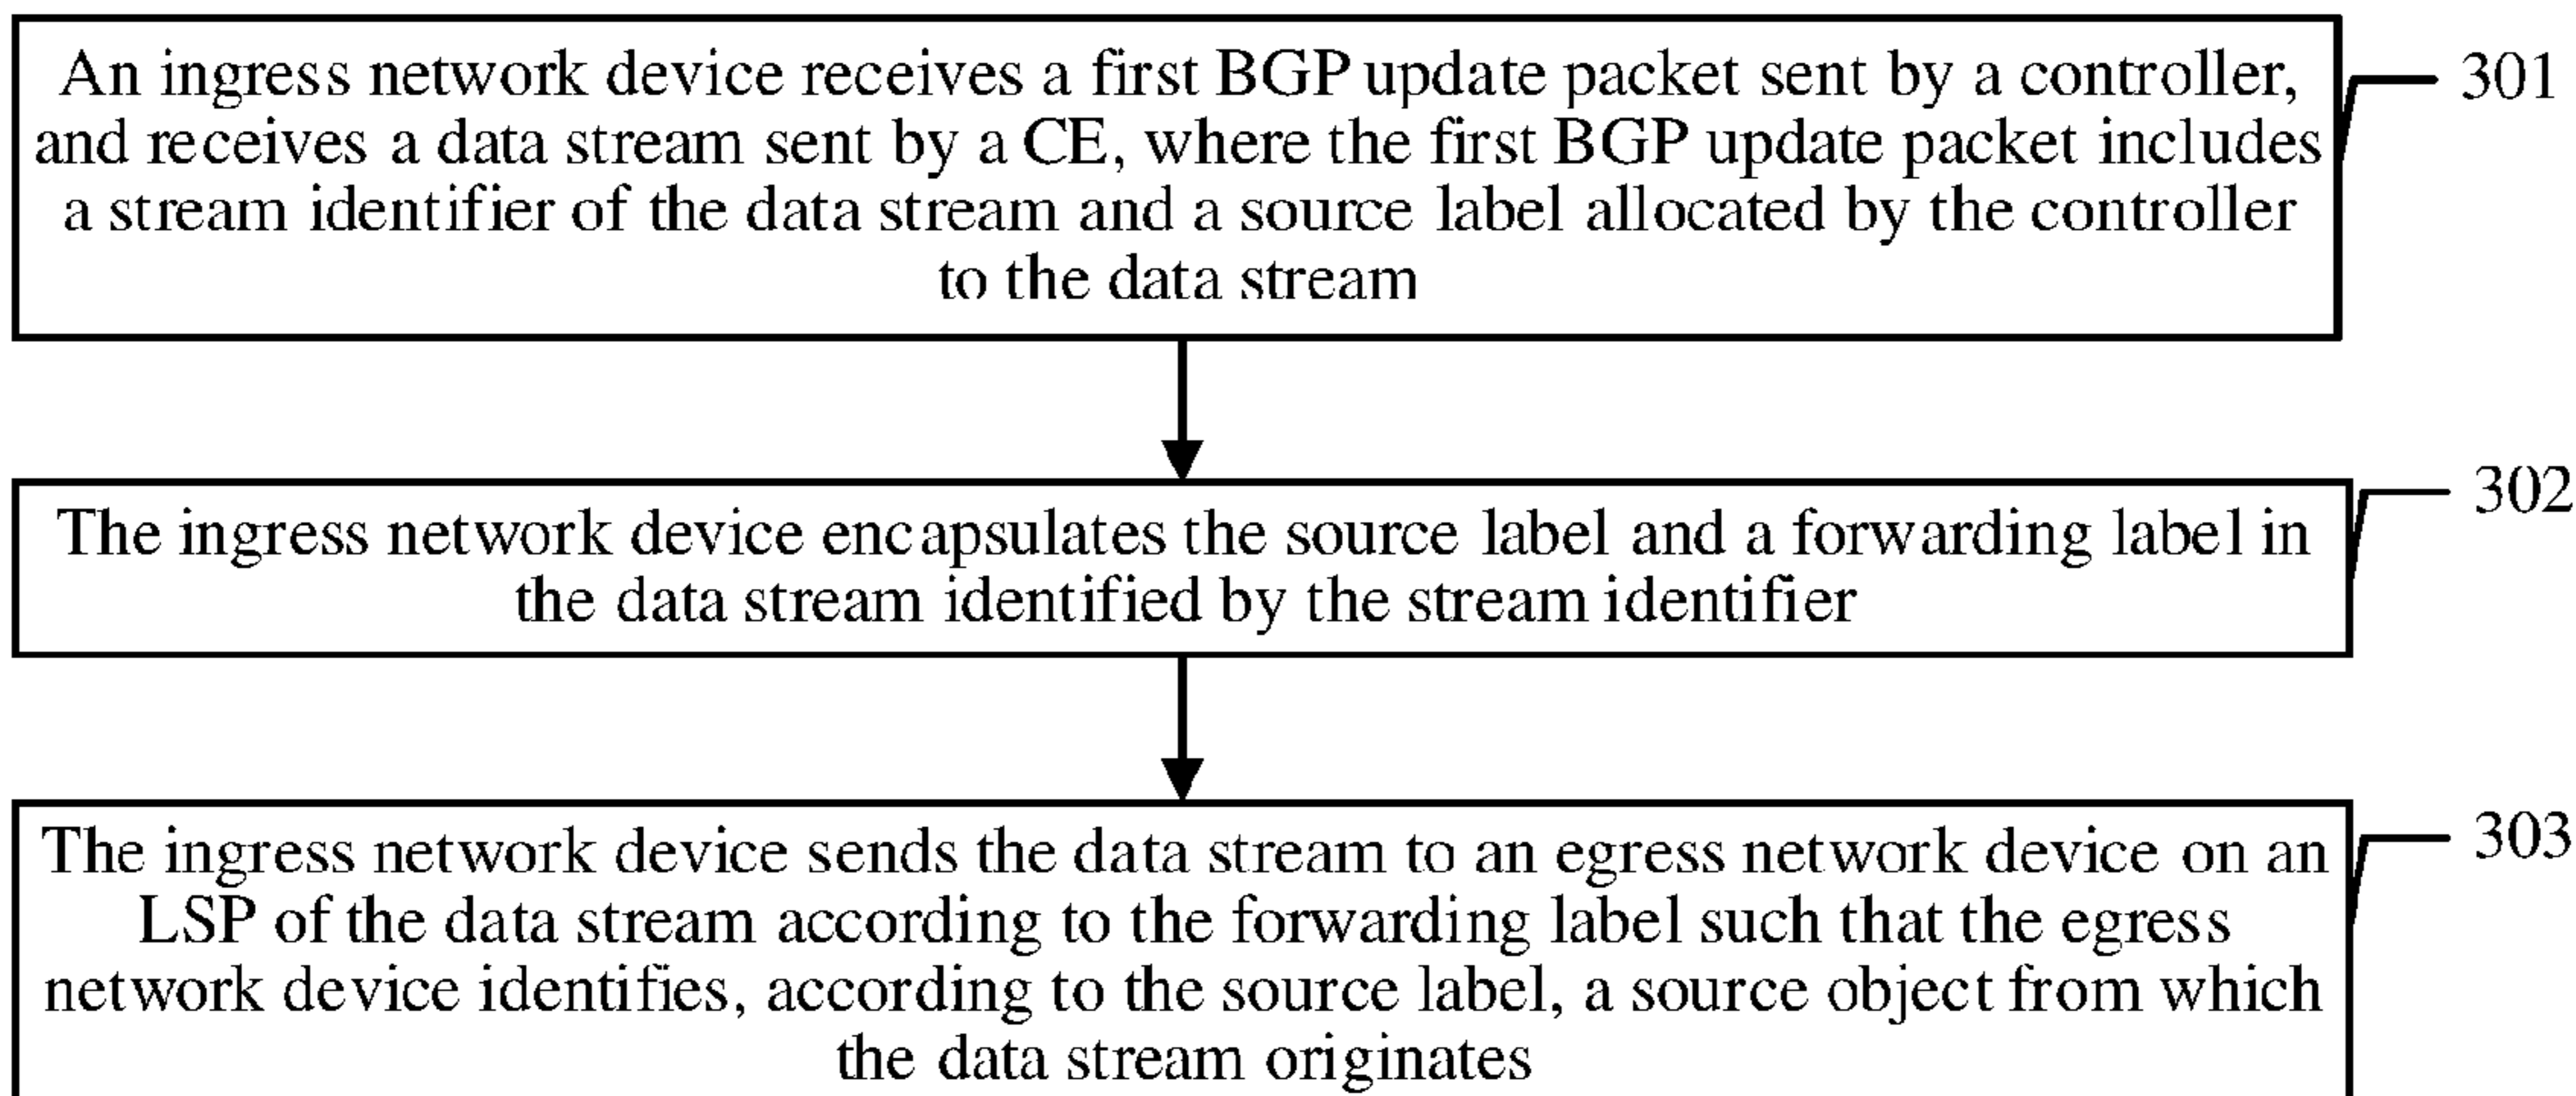 An ingress network device receives a first BGP update packet sent by a controller,
and receives a data stream sent by a CE, where the first BGP update packet includes
a stream identifier of the data stream and a source label allocated by the controller
to the data stream
301
The ingress network device encapsulates the source label and a forwarding label in
the data stream identified by the stream identifier
302
The ingress network device sends the data stream to an egress network device on an
LSP of the data stream according to the forwarding label such that the egress
network device identifies, according to the source label, a source object from which
the data stream originates
303